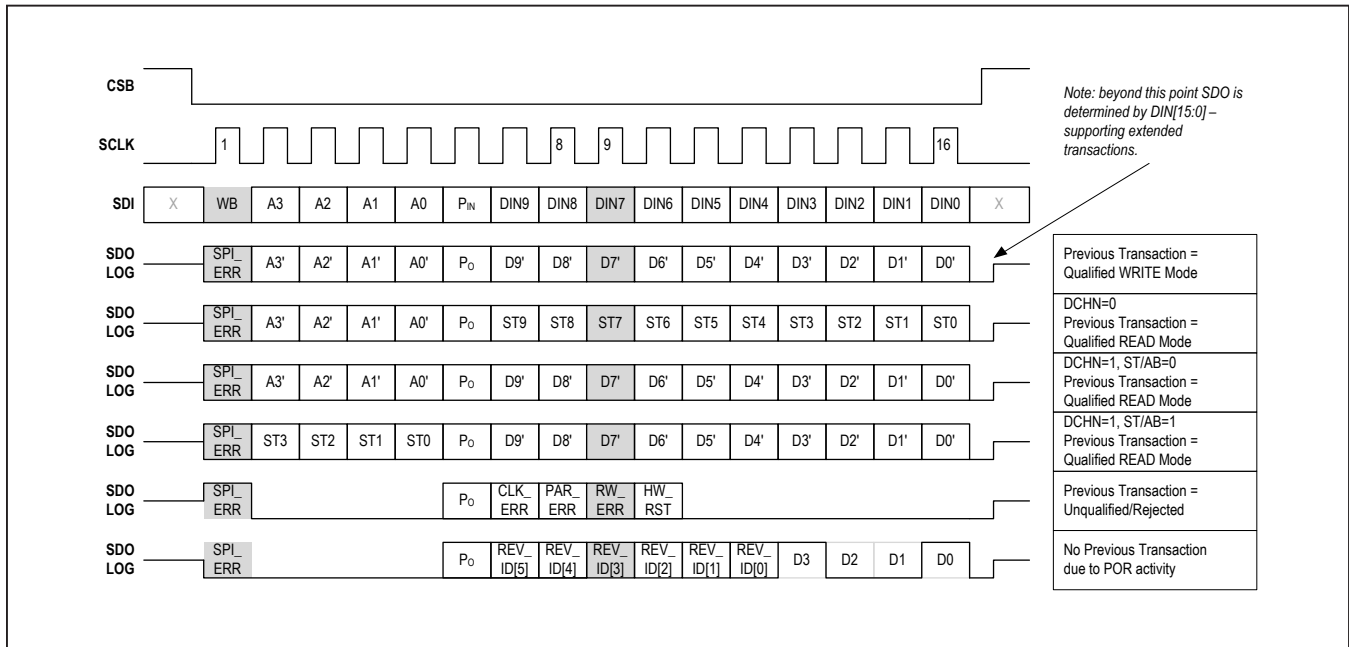 CSB
Note: beyond this point SDO is
determined by DIN[15:0] –
supporting extended
transactions.
SCLK 1 8 9 16
SDI X WB A3 A2 A1 A0 PIN DIN9 DIN8 DIN7 DIN6 DIN5 DIN4 DIN3 DIN2 DIN1 DIN0 X
SDO
LOG
SPI_
ERR
A3' A2' A1' A0' PO D9' D8' D7' D6' D5' D4' D3' D2' D1' D0'
Previous Transaction =
Qualified WRITE Mode
SDO
LOG
SPI_
ERR
A3' A2' A1' A0' PO ST9 ST8 ST7 ST6 ST5 ST4 ST3 ST2 ST1 ST0
DCHN=0
Previous Transaction =
Qualified READ Mode
SDO
LOG
SPI_
ERR
A3' A2' A1' A0' PO D9' D8' D7' D6' D5' D4' D3' D2' D1' D0'
DCHN=1, ST/AB=0
Previous Transaction =
Qualified READ Mode
SDO
LOG
SPI_
ERR
ST3 ST2 ST1 ST0 PO D9' D8' D7' D6' D5' D4' D3' D2' D1' D0'
DCHN=1, ST/AB=1
Previous Transaction =
Qualified READ Mode
SDO
LOG
SPI_
ERR
PO
CLK_
ERR
PAR_
ERR
RW_
ERR
HW_
RST
Previous Transaction =
Unqualified/Rejected
SDO
LOG
SPI_
ERR
PO
REV_
ID[5]
REV_
ID[4]
REV_
ID[3]
REV_
ID[2]
REV_
ID[1]
REV_
ID[0]
D3 D2 D1 D0
No Previous Transaction
due to POR activity